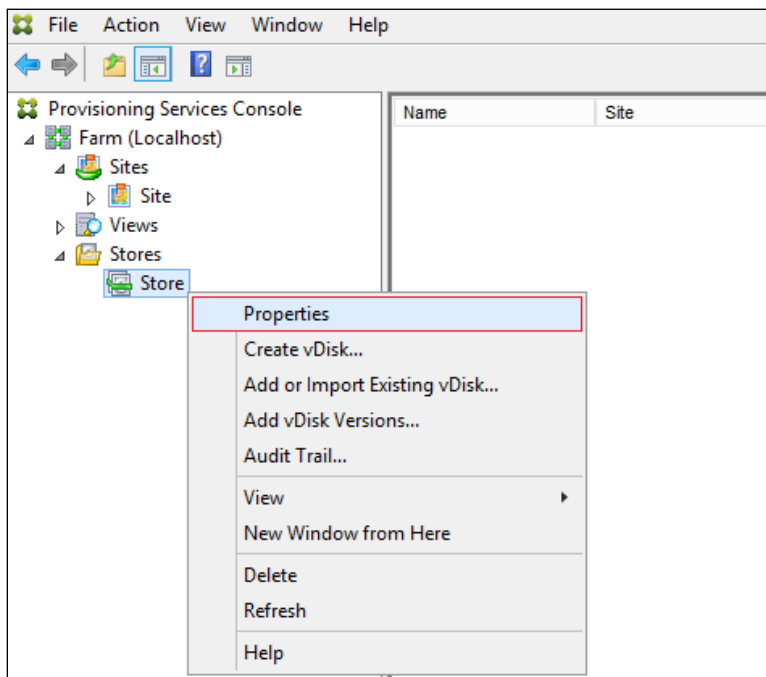 File Action View Window Help
Provisioning Services Console
Farm (Localhost)
Sites
Site
Views
Stores
Store
Name Site
Properties
Create vDisk...
Add or Import Existing vDisk...
Add vDisk Versions...
Audit Trail...
View
New Window from Here
Delete
Refresh
Help